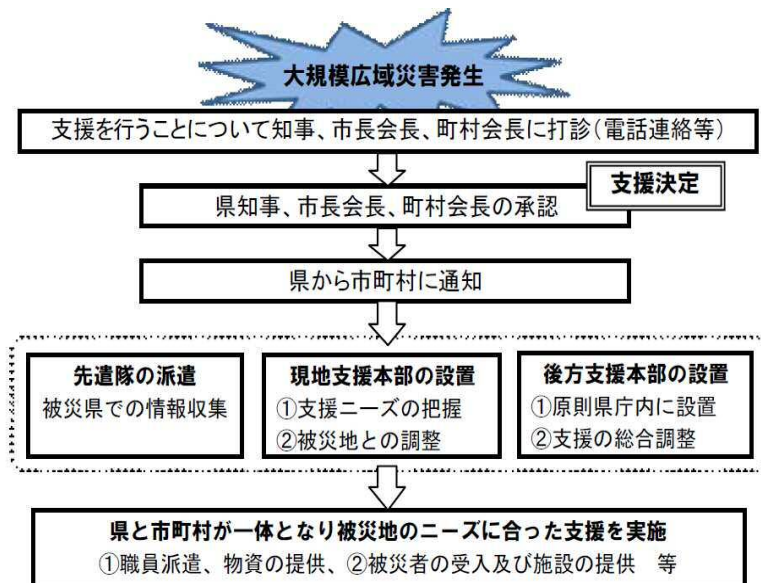 大規模広域災害発生
支援を行うことについて知事、市長会長、町村会長に打診(電話連絡等)
支援決定
県知事、市長会長、町村会長の承認
県から市町村に通知
先遣隊の派遣
被災県での情報収集
現地支援本部の設置
①支援ニーズの把握
②被災地との調整
後方支援本部の設置
①原則県庁内に設置
②支援の総合調整
県と市町村が一体となり被災地のニーズに合った支援を実施
①職員派遣、物資の提供、②被災者の受入及び施設の提供　等